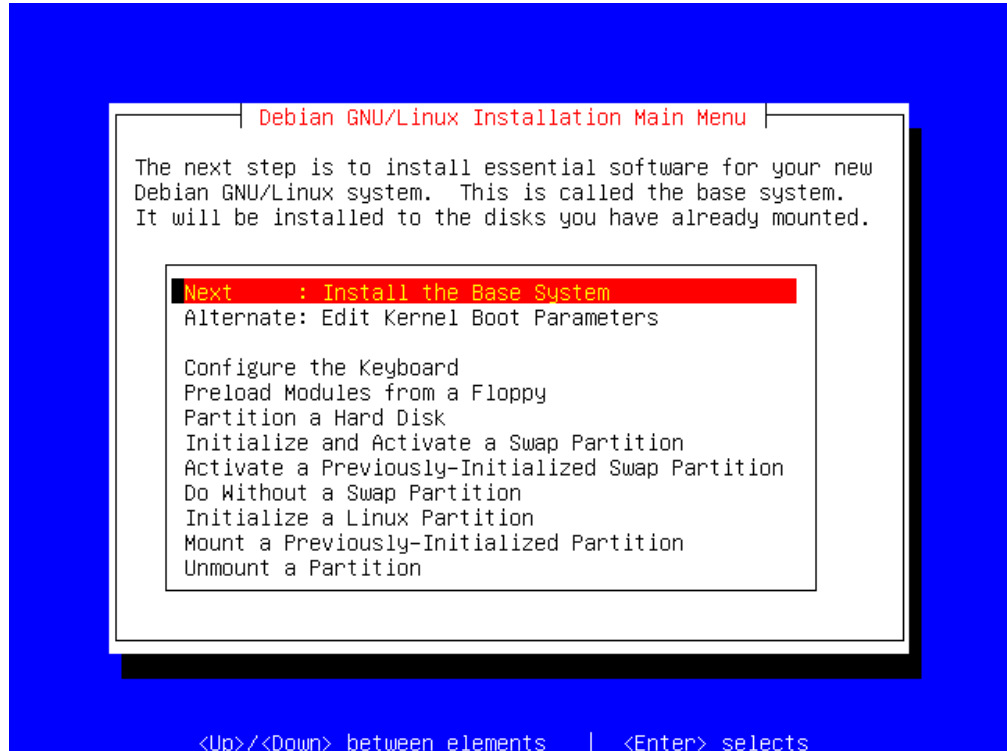 Debian GNU/Linux Installation Main Menu
The next step is to install essential software for your new
Debian GNU/Linux system.  This is called the base system.
It will be installed to the disks you have already mounted.
Next     : Install the Base System
Alternate: Edit Kernel Boot Parameters
Configure the Keyboard
Preload Modules from a Floppy
Partition a Hard Disk
Initialize and Activate a Swap Partition
Activate a Previously-Initialized Swap Partition
Do Without a Swap Partition
Initialize a Linux Partition
Mount a Previously-Initialized Partition
Unmount a Partition
<Up>/<Down> between elements   |  <Enter> selects